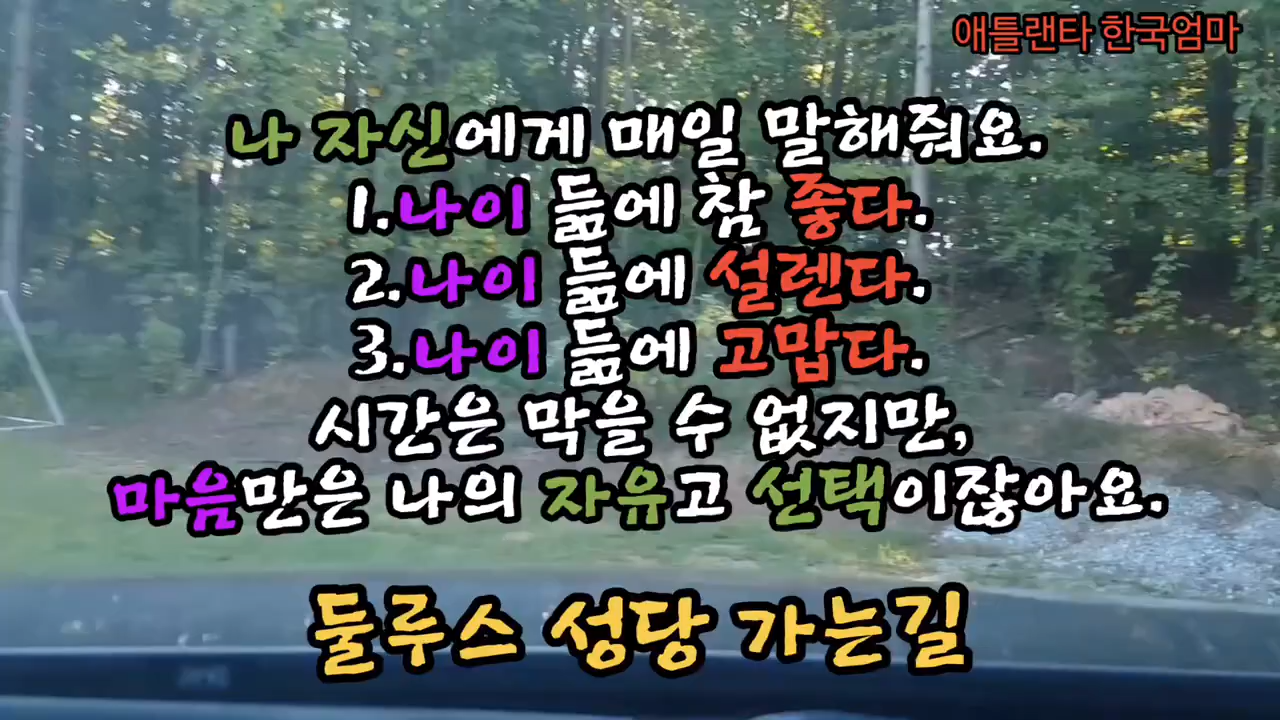 애틀랜타 한국엄마
나 자신에게 매일 말해줘요.
1.나이 듦에 참 좋다.
2.나이 듦에 설렌다.
3.나이 듦에 고맙다.
시간은 막을 수 없지만,
마음만은 나의 자유고 선택이잖아요.
둘루스 성당 가는길